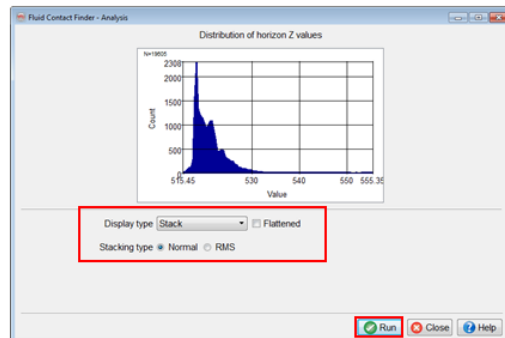 Fluid Contact Finder - Analysis
Distribution of horizon Z values
N=19605
2308
2000
1500
1000
500
0
Count
515.45 530 540 550 555.35
Value
Display type Stack Flattened
Stacking type Normal RMS
Run Close Help